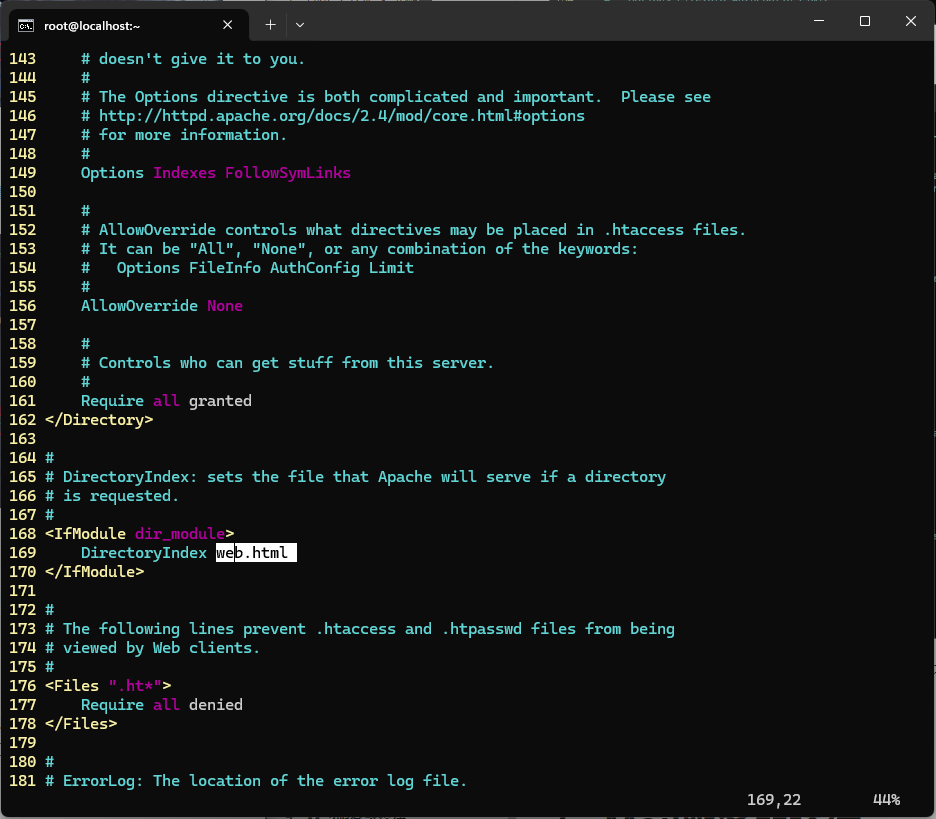 root@localhost:~
143     # doesn't give it to you.
144     #
145     # The Options directive is both complicated and important.  Please see
146     # http://httpd.apache.org/docs/2.4/mod/core.html#options
147     # for more information.
148     #
149     Options Indexes FollowSymLinks
150
151     #
152     # AllowOverride controls what directives may be placed in .htaccess files.
153     # It can be "All", "None", or any combination of the keywords:
154     #   Options FileInfo AuthConfig Limit
155     #
156     AllowOverride None
157
158     #
159     # Controls who can get stuff from this server.
160     #
161     Require all granted
162 </Directory>
163
164 #
165 # DirectoryIndex: sets the file that Apache will serve if a directory
166 # is requested.
167 #
168 <IfModule dir_module>
169     DirectoryIndex web.html
170 </IfModule>
171
172 #
173 # The following lines prevent .htaccess and .htpasswd files from being
174 # viewed by Web clients.
175 #
176 <Files ".ht*">
177     Require all denied
178 </Files>
179
180 #
181 # ErrorLog: The location of the error log file.
169,22        44%